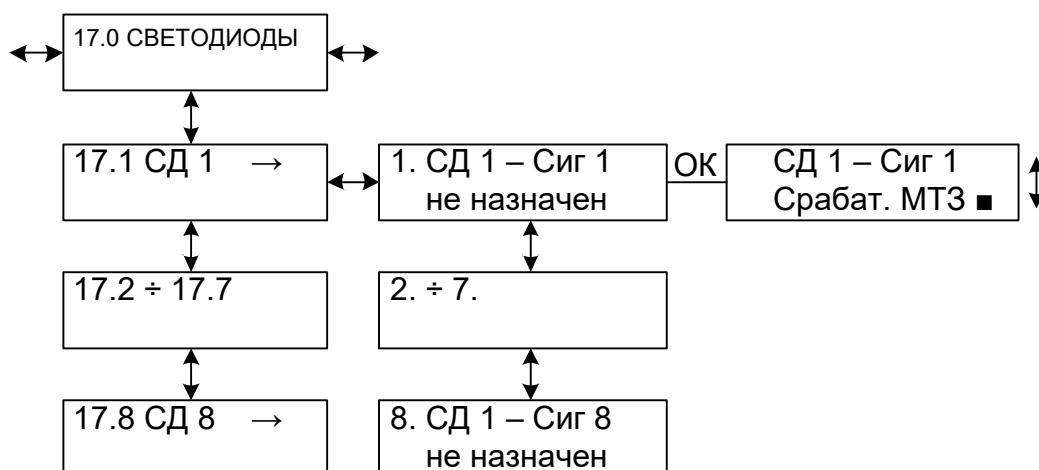 17.0 СВЕТОДИОДЫ
17.1 СД 1 →
1. СД 1 – Сиг 1
не назначен
ОК
СД 1 – Сиг 1
Срабат. МТЗ ■
17.2 ÷ 17.7
2. ÷ 7.
17.8 СД 8 →
8. СД 1 – Сиг 8
не назначен